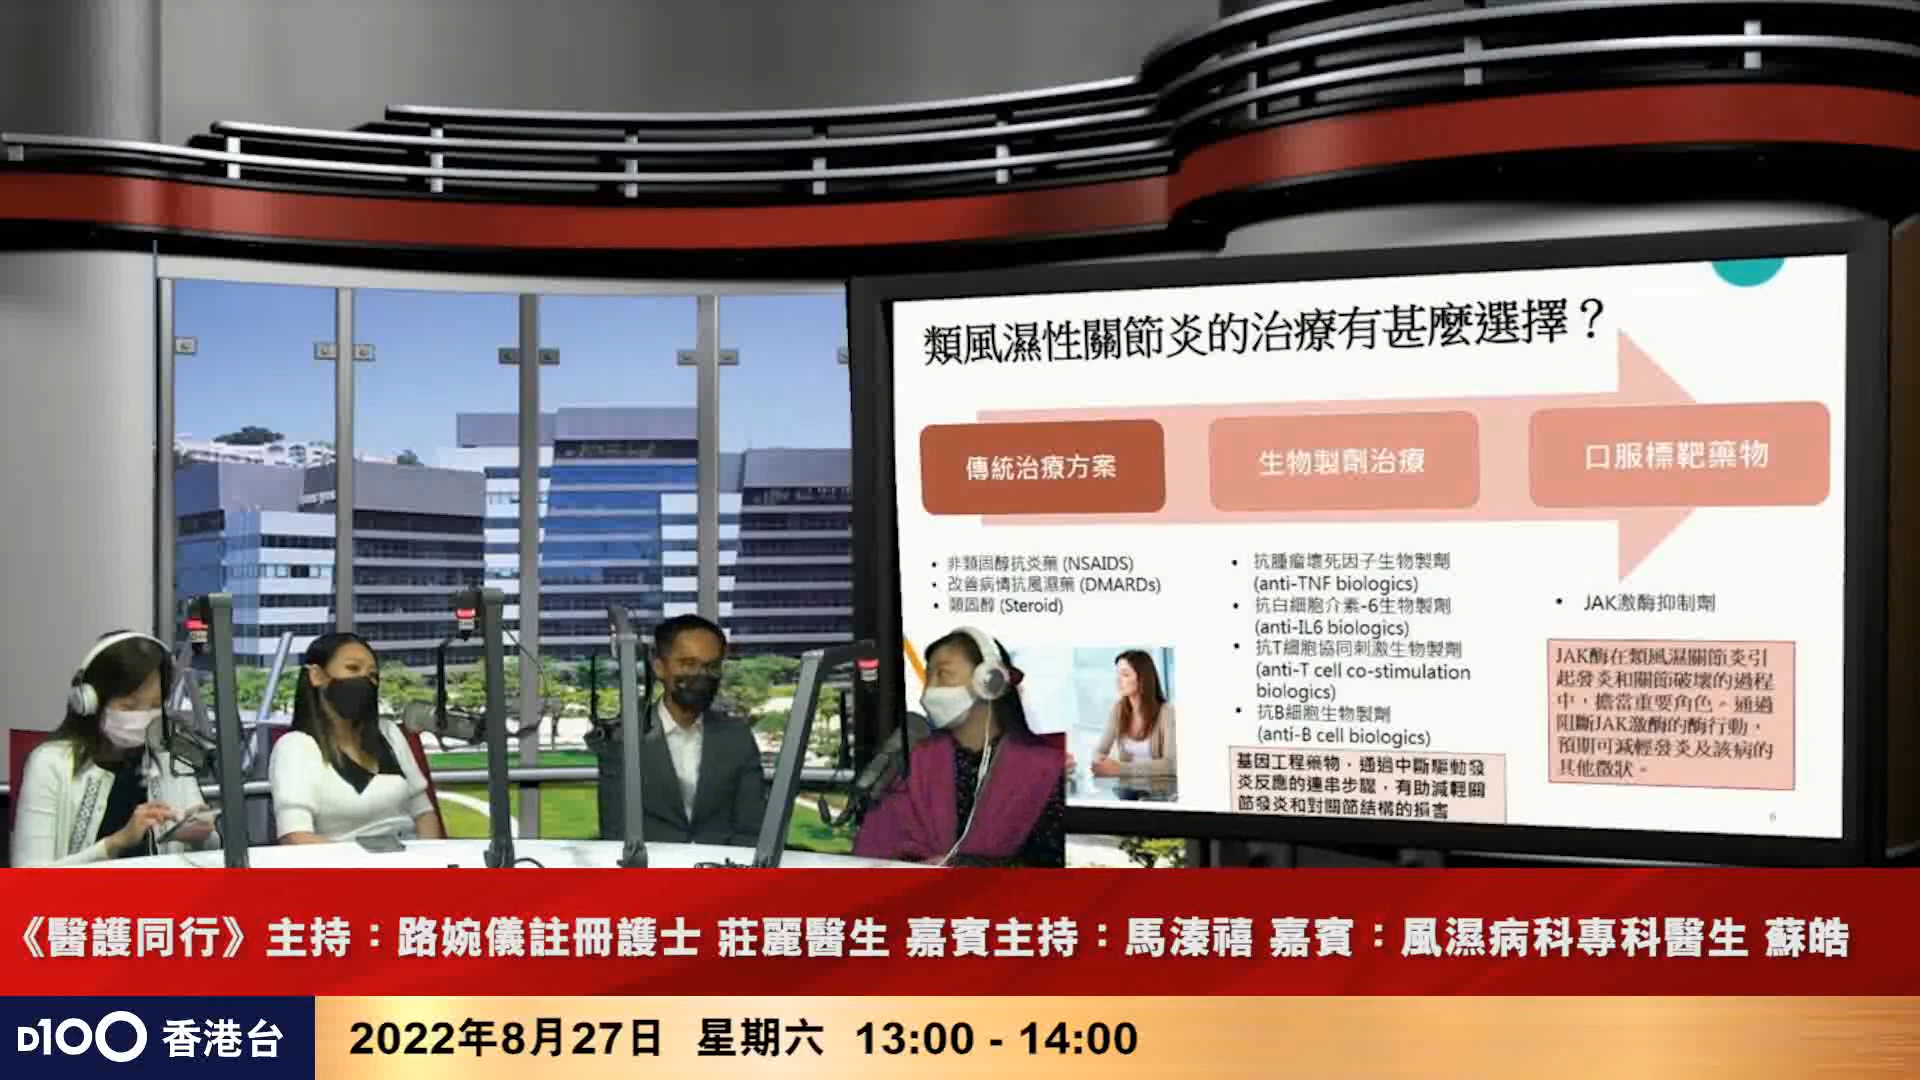 類風濕性關節炎的治療有甚麼選擇？
傳統治療方案
生物製劑治療
口服標靶藥物
• 非類固醇抗炎藥 (NSAIDS)
• 改善病情抗風濕藥 (DMARDs)
• 類固醇 (Steroid)
• 抗腫瘤壞死因子生物製劑
(anti-TNF biologics)
• 抗白細胞介素-6生物製劑
(anti-IL6 biologics)
• 抗T細胞協同刺激生物製劑
(anti-T cell co-stimulation
biologics)
• 抗B細胞生物製劑
(anti-B cell biologics)
基因工程藥物，通過中斷驅動發
炎反應的連串步驟，有助減輕關
節發炎和對關節結構的損害
• JAK激酶抑制劑
JAK酶在類風濕關節炎引
起發炎和關節破壞的過程
中，擔當重要角色。通過
阻斷JAK激酶的酶行動，
預期可減輕發炎及該病的
其他徵狀。
6
《醫護同行》主持：路婉儀註冊護士 莊麗醫生 嘉賓主持：馬溱禧 嘉賓：風濕病科專科醫生 蘇皓
D100 香港台
2022年8月27日 星期六 13:00 - 14:00